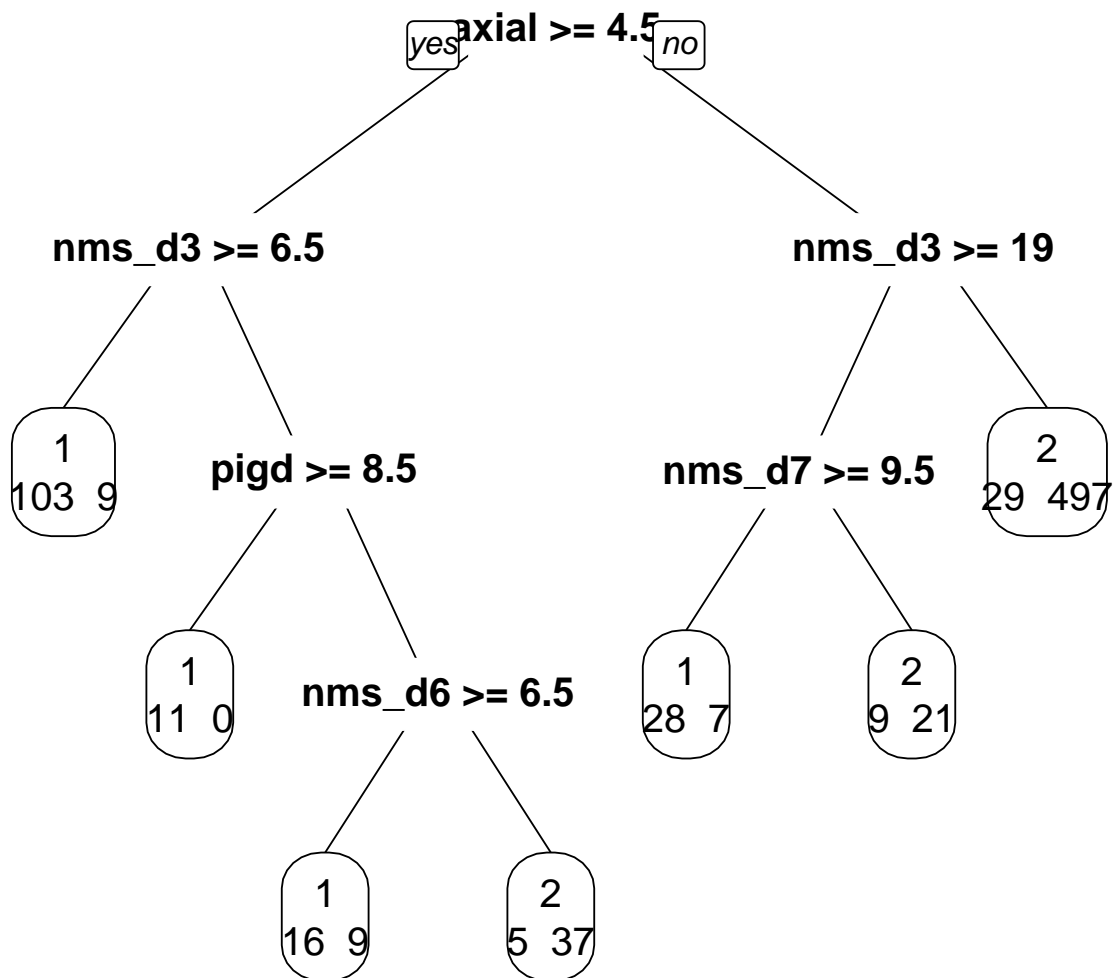 axial >= 4.5
yes no
nms_d3 >= 6.5 nms_d3 >= 19
1
103 9
pigd >= 8.5 nms_d7 >= 9.5
2
29 497
1
11 0
nms_d6 >= 6.5
1
28 7
2
9 21
1
16 9
2
5 37